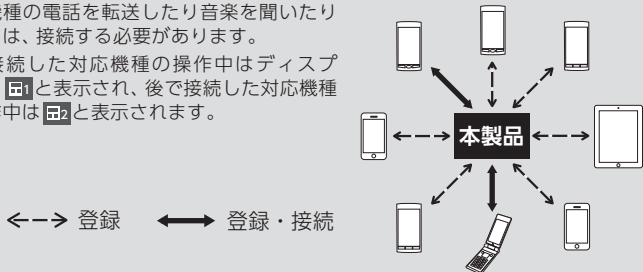 機種の電話を転送したり音楽を聞いたり
は、接続する必要があります。
接続した対応機種の操作中はディスプ
1と表示され、後で接続した対応機種
作中は 2と表示されます。
本製品
登録
登録・接続